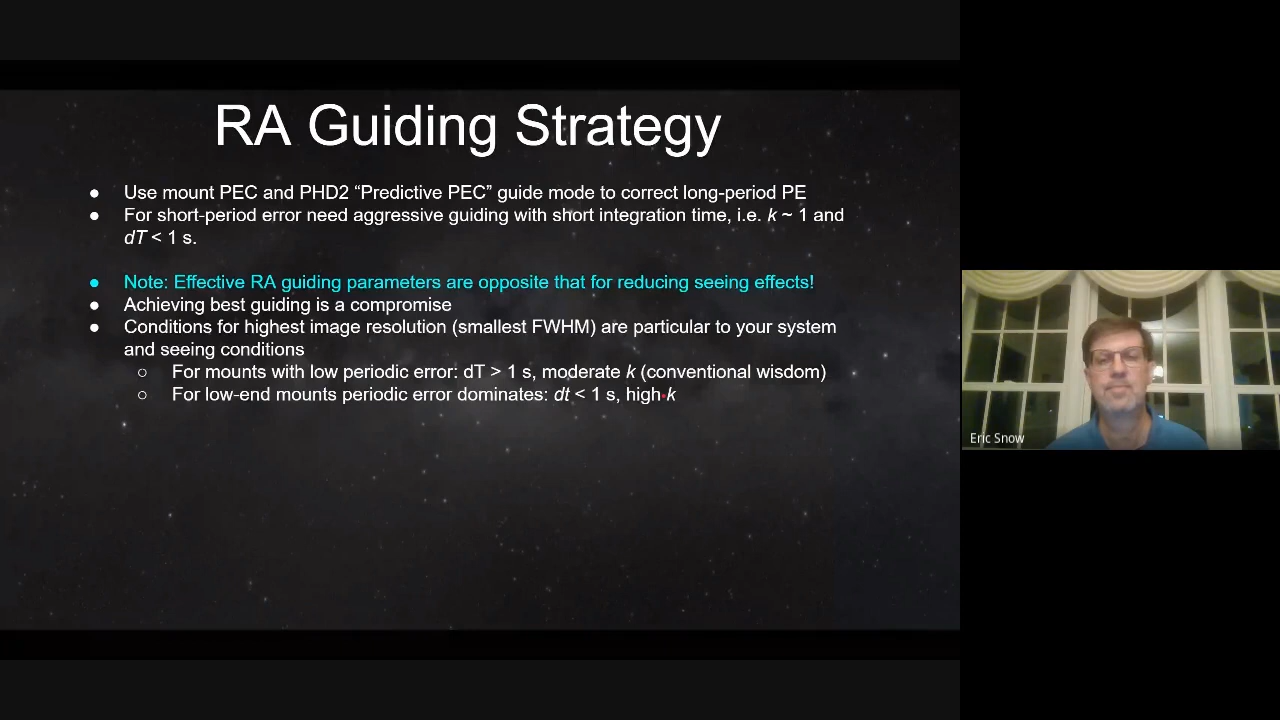 RA Guiding Strategy
● Use mount PEC and PHD2 “Predictive PEC” guide mode to correct long-period PE
● For short-period error need aggressive guiding with short integration time, i.e. k ~ 1 and
dT < 1 s.
● Note: Effective RA guiding parameters are opposite that for reducing seeing effects!
● Achieving best guiding is a compromise
● Conditions for highest image resolution (smallest FWHM) are particular to your system
and seeing conditions
○ For mounts with low periodic error: dT > 1 s, moderate k (conventional wisdom)
○ For low-end mounts periodic error dominates: dt < 1 s, high k
Eric Snow